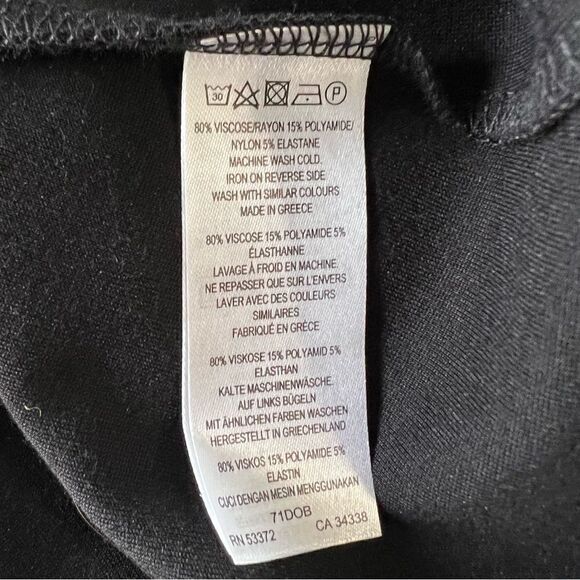 30 P
80% VISCOSE/RAYON 15% POLYAMIDE/
NYLON 5% ELASTANE
MACHINE WASH COLD.
IRON ON REVERSE SIDE
WASH WITH SIMILAR COLOURS
MADE IN GREECE
80% VISCOSE 15% POLYAMIDE 5%
ÉLASTHANNE
LAVAGE À FROID EN MACHINE.
NE REPASSER QUE SUR L'ENVERS
LAVER AVEC DES COULEURS
SIMILAIRES
FABRIQUÉ EN GRÈCE
80% VISKOSE 15% POLYAMID 5%
ELASTHAN
KALTE MASCHINENWÄSCHE.
AUF LINKS BÜGELN
MIT ÄHNLICHEN FARBEN WASCHEN
HERGESTELLT IN GRIECHENLAND
80% VISKOS 15% POLYAMIDE 5%
ELASTIN
CUCI DENGAN MESIN MENGGUNAKAN
71DOB
RN 53372 CA 34338